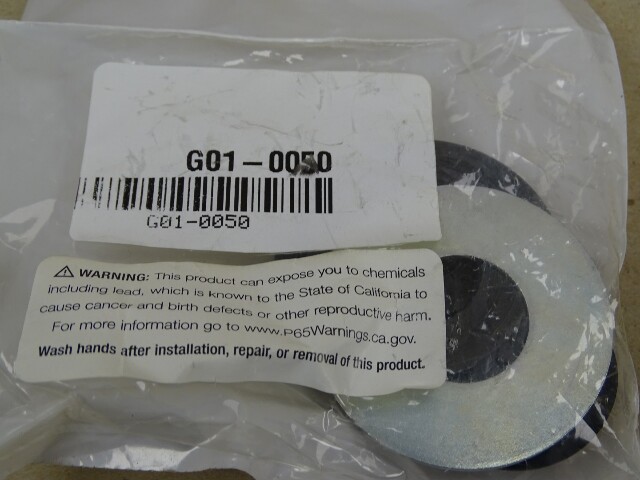 G01-0050
G01-0050
⚠ WARNING: This product can expose you to chemicals
including lead, which is known to the State of California to
cause cancer and birth defects or other reproductive harm.
For more information go to www.P65Warnings.ca.gov.
Wash hands after installation, repair, or removal of this product.